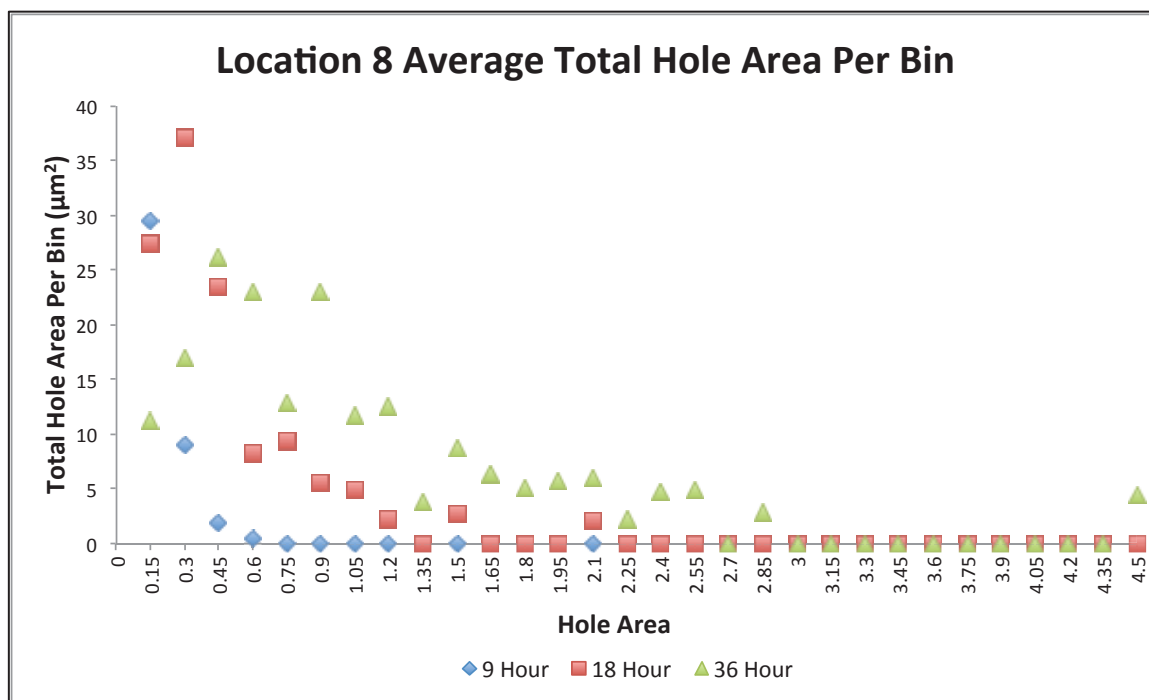 Location 8 Average Total Hole Area Per Bin
Total Hole Area Per Bin (μm²)
40
35
30
25
20
15
10
5
0
0 0.15 0.3 0.45 0.6 0.75 0.9 1.05 1.2 1.35 1.5 1.65 1.8 1.95 2.1 2.25 2.4 2.55 2.7 2.85 3 3.15 3.3 3.45 3.6 3.75 3.9 4.05 4.2 4.35 4.5
Hole Area
9 Hour 18 Hour 36 Hour